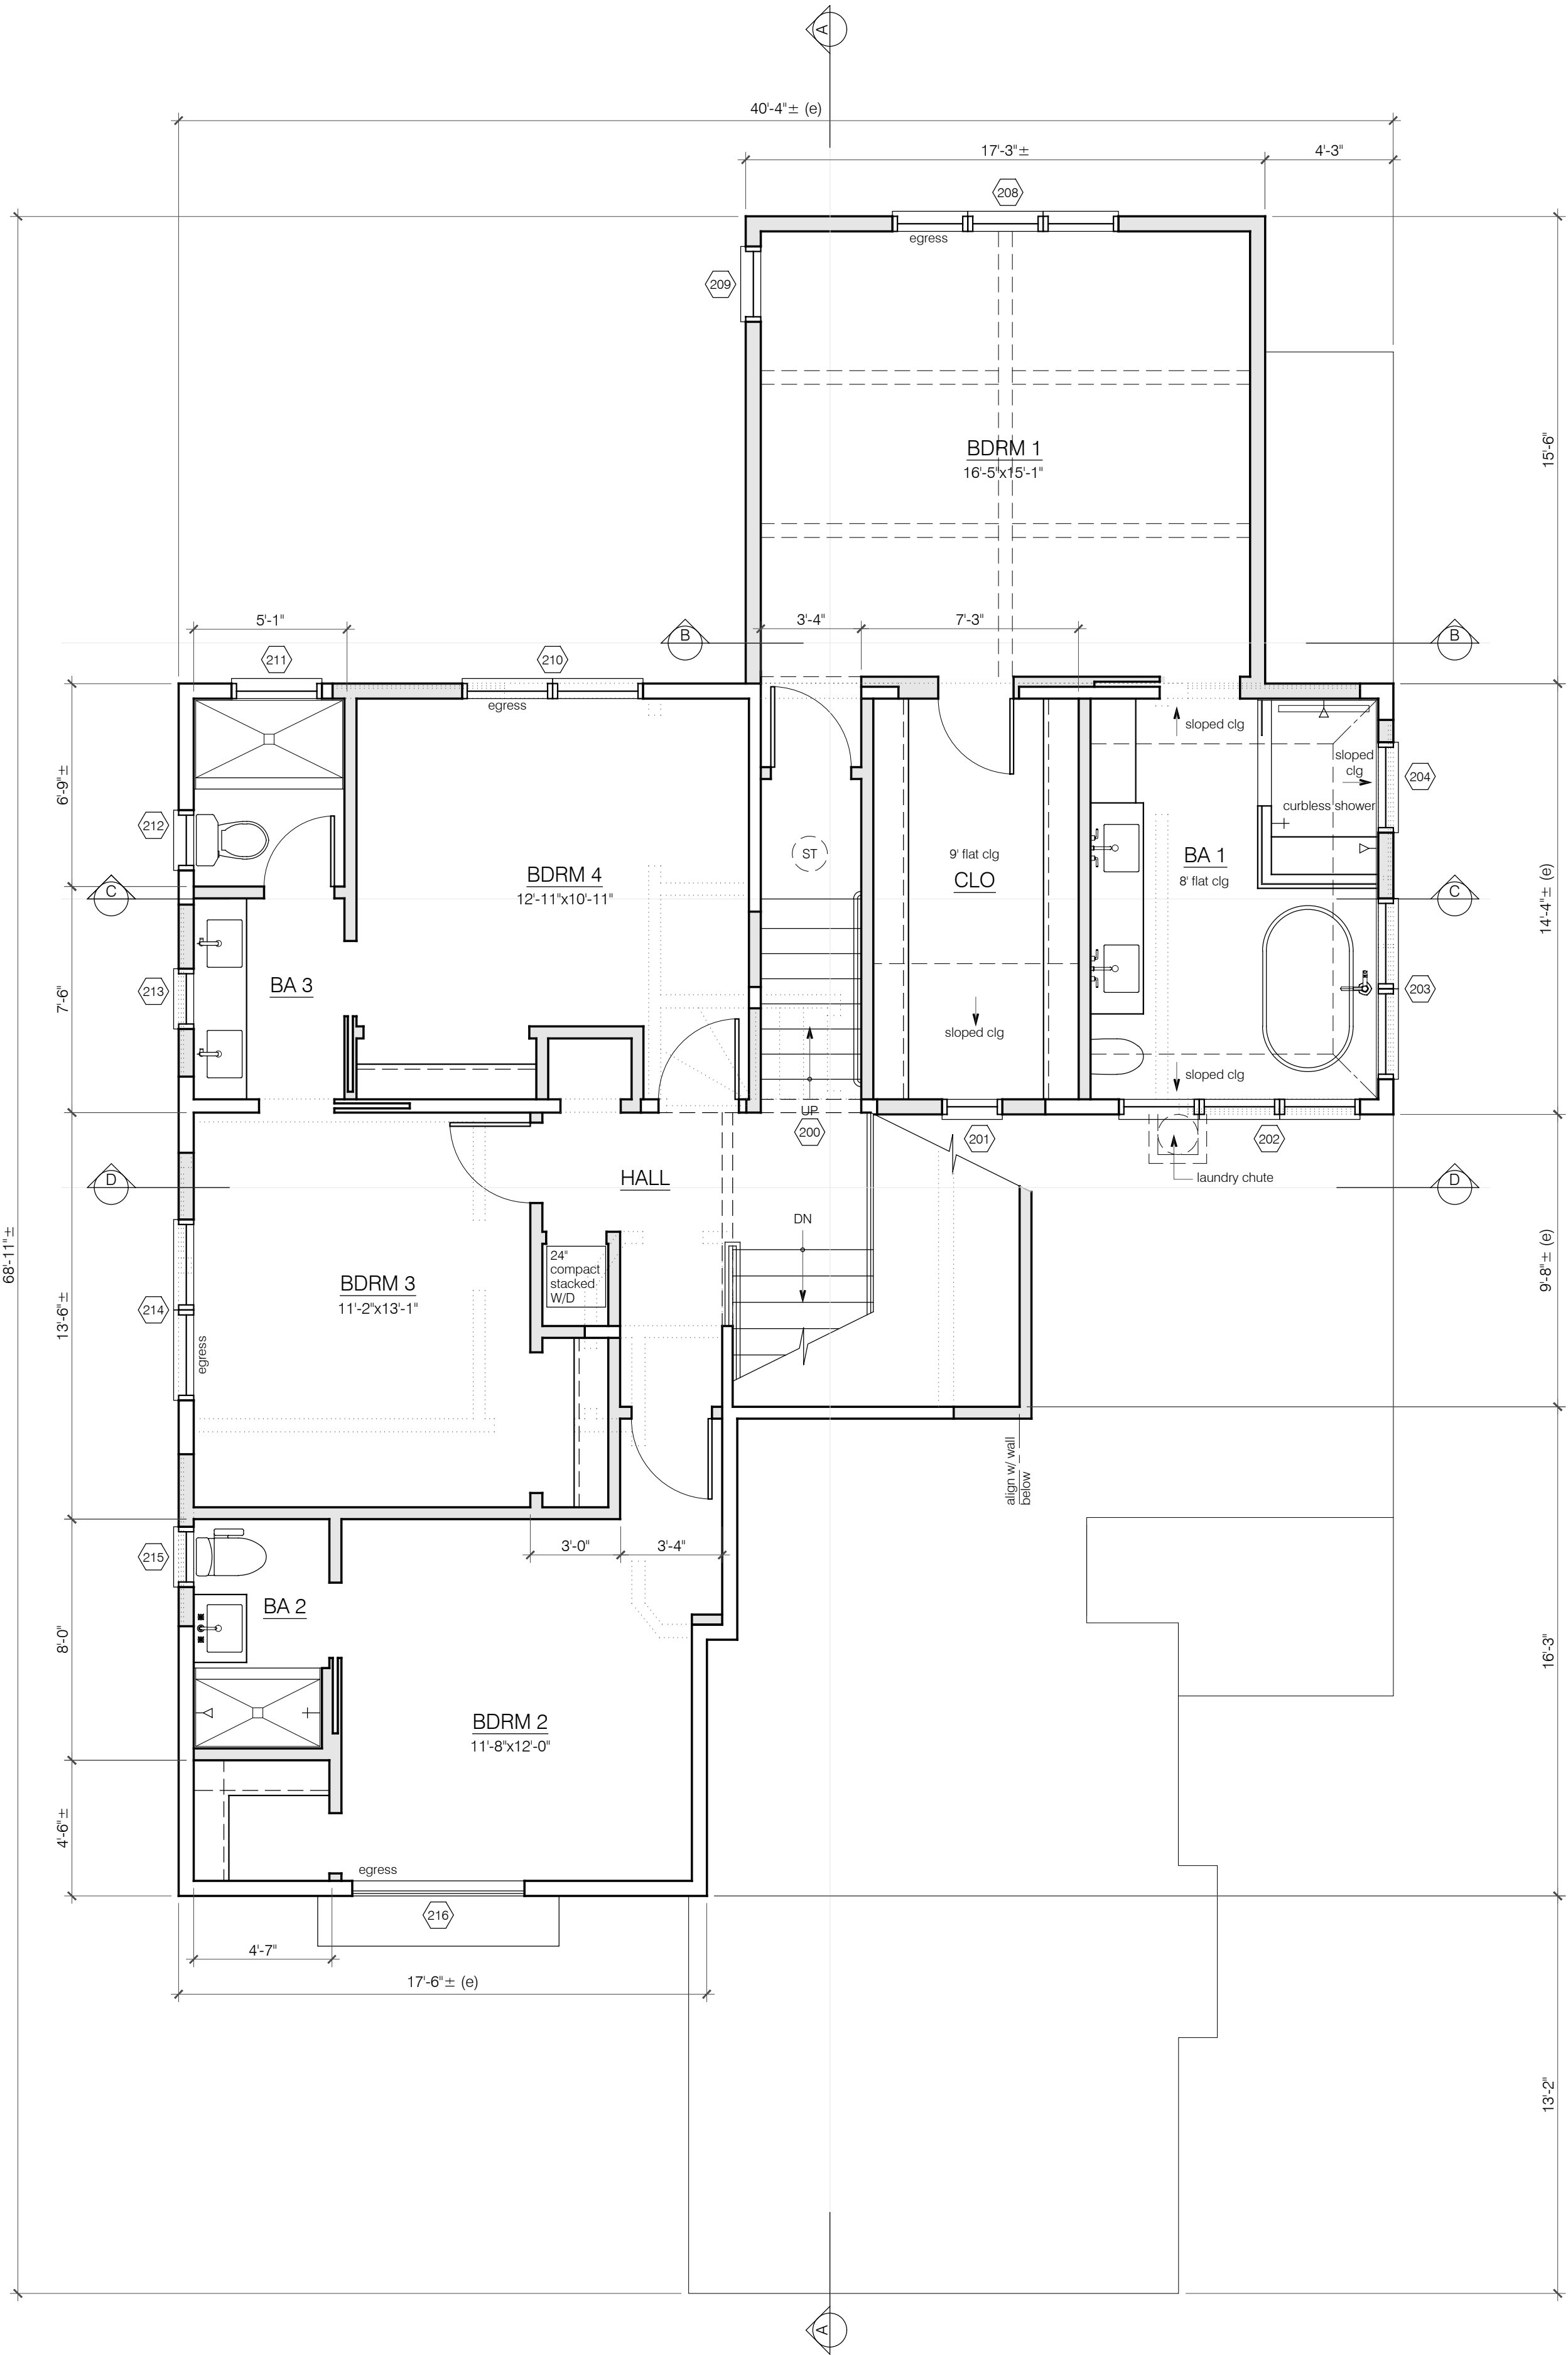 A
40'-4"± (e)
17'-3"±
4'-3"
208
egress
209
BDRM 1
16'-5"x15'-1"
15'-6"
5'-1"
3'-4"
7'-3"
B
B
211
210
egress
sloped clg
sloped
clg
204
6'-9"±
212
curbless shower
ST
9' flat clg
CLO
BA 1
8' flat clg
BDRM 4
12'-11"x10'-11"
C
C
14'-4"± (e)
BA 3
213
7'-6"
203
sloped clg
sloped clg
UP
200
201
202
HALL
laundry chute
D
D
DN
68'-11"±
24"
compact
stacked
W/D
BDRM 3
11'-2"x13'-1"
214
13'-6"±
egress
9'-8"± (e)
align w/ wall
below
3'-0"
3'-4"
215
BA 2
8'-0"
16'-3"
BDRM 2
11'-8"x12'-0"
4'-6"±
egress
216
4'-7"
17'-6"± (e)
13'-2"
A